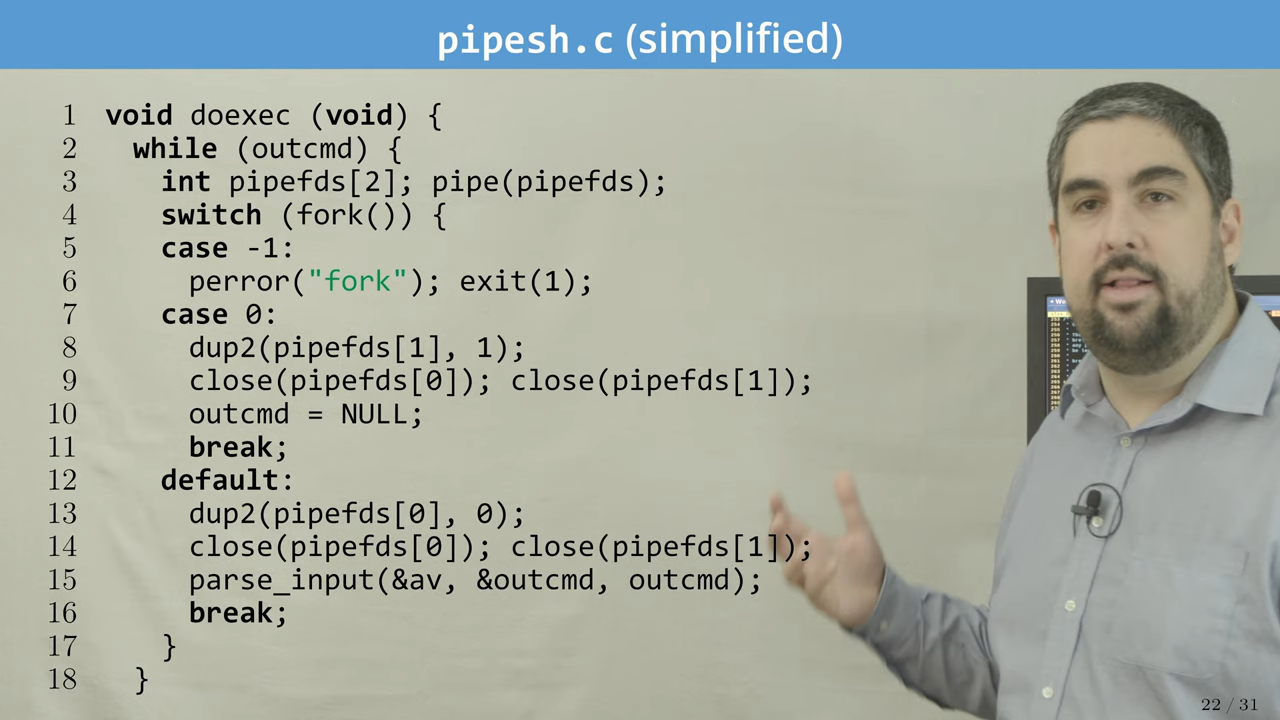 pipesh.c (simplified)
1 void doexec (void) {
2 while (outcmd) {
3 int pipefds[2]; pipe(pipefds);
4 switch (fork()) {
5 case -1:
6 perror("fork"); exit(1);
7 case 0:
8 dup2(pipefds[1], 1);
9 close(pipefds[0]); close(pipefds[1]);
10 outcmd = NULL;
11 break;
12 default:
13 dup2(pipefds[0], 0);
14 close(pipefds[0]); close(pipefds[1]);
15 parse_input(&av, &outcmd, outcmd);
16 break;
17 }
18 }
22 / 31